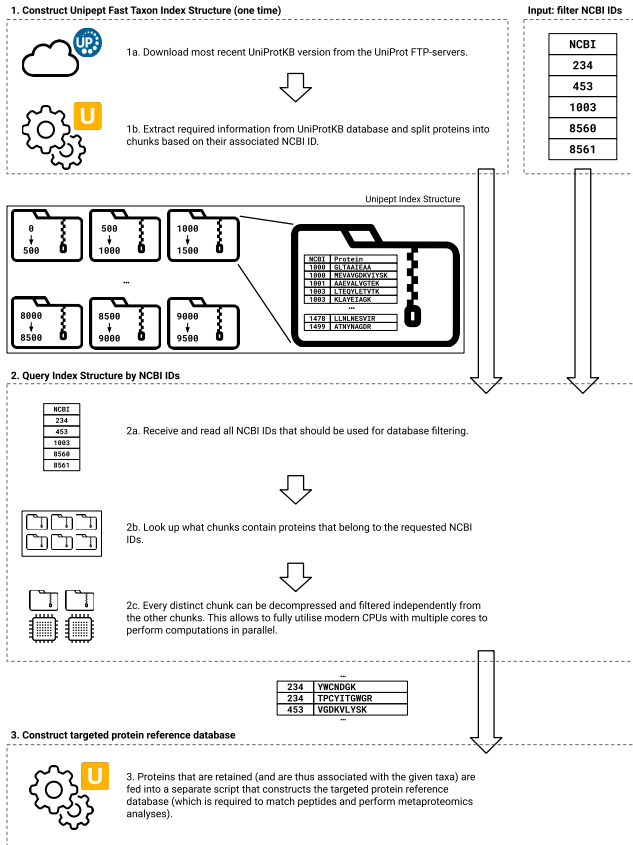 1. Construct Unipept Fast Taxon Index Structure (one time)
Input: filter NCBI IDs
UP
1a. Download most recent UniProtKB version from the UniProt FTP-servers.
U
1b. Extract required information from UniProtKB database and split proteins into
chunks based on their associated NCBI ID.
NCBI
234
453
1003
8560
8561
Unipept Index Structure
0
500
500
1000
1000
1500
...
8000
8500
8500
9000
9000
9500
NCBI Protein
1000 GLTAAIEAA
1000 MEVAVGDKVIYSK
1001 AAEVALVGTEK
1003 LTEQYLETVTK
1003 KLAYEIAGK
...
1478 LLNLNESVIR
1499 ATNYNAGDR
2. Query Index Structure by NCBI IDs
NCBI
234
453
1003
8560
8561
2a. Receive and read all NCBI IDs that should be used for database filtering.
2b. Look up what chunks contain proteins that belong to the requested NCBI
IDs.
2c. Every distinct chunk can be decompressed and filtered independently from
the other chunks. This allows to fully utilise modern CPUs with multiple cores to
perform computations in parallel.
...
234 YWCNDGK
234 TPCYITGWGR
453 VGDKVLYSK
...
3. Construct targeted protein reference database
U
3. Proteins that are retained (and are thus associated with the given taxa) are
fed into a separate script that constructs the targeted protein reference
database (which is required to match peptides and perform metaproteomics
analyses).